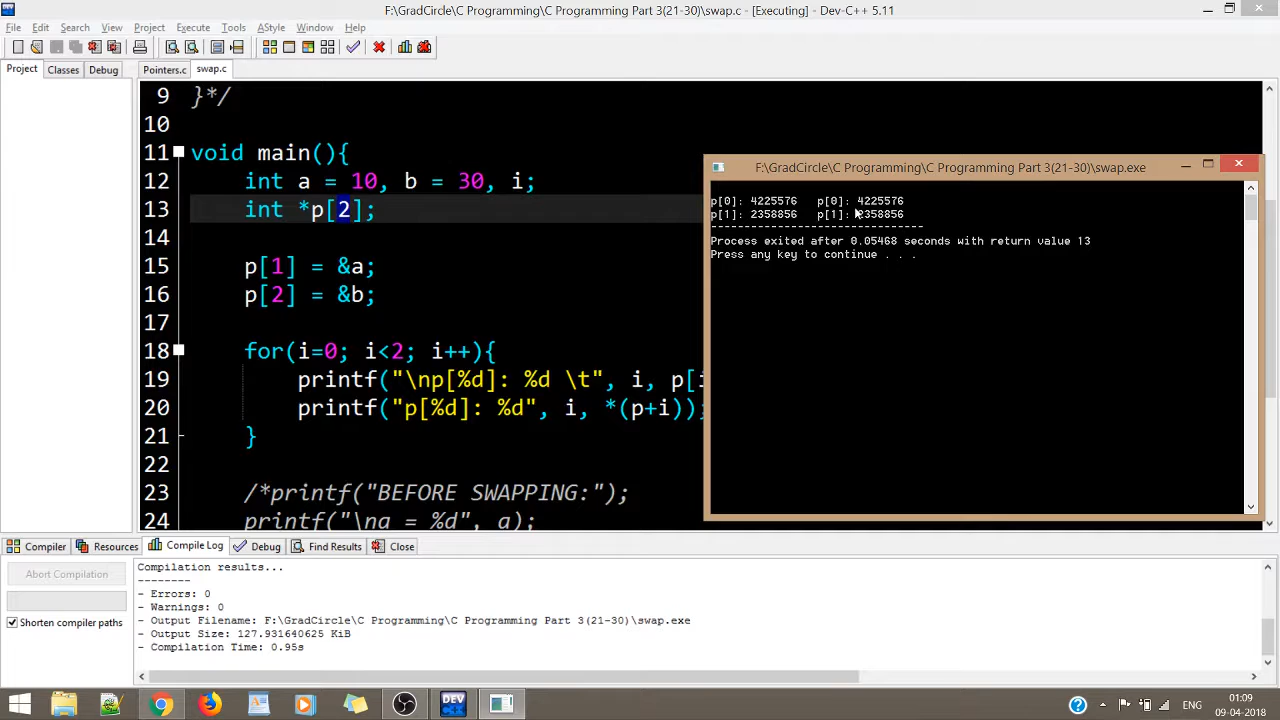 F:\GradCircle\C Programming\C Programming Part 3(21-30)\swap.c - [Executing] - Dev-C++ 5.11
File Edit Search View Project Execute Tools AStyle Window Help
Project Classes Debug Pointers.c swap.c
9 }*/
10
11 void main(){
12 int a = 10, b = 30, i;
13 int *p[2];
14
15 p[1] = &a;
16 p[2] = &b;
17
18 for(i=0; i<2; i++){
19 printf("\np[%d]: %d \t", i, p[i
20 printf("p[%d]: %d", i, *(p+i));
21 }
22
23 /*printf("BEFORE SWAPPING:");
24 printf("\na = %d", a);
F:\GradCircle\C Programming\C Programming Part 3(21-30)\swap.exe
p[0]: 4225576 p[0]: 4225576
p[1]: 2358856 p[1]: 2358856
--------------------------------
Process exited after 0.05468 seconds with return value 13
Press any key to continue . . .
Compiler Resources Compile Log Debug Find Results Close
Abort Compilation
Shorten compiler paths
Compilation results...
--------
- Errors: 0
- Warnings: 0
- Output Filename: F:\GradCircle\C Programming\C Programming Part 3(21-30)\swap.exe
- Output Size: 127.931640625 KiB
- Compilation Time: 0.95s
DEV
ENG
01:09
09-04-2018